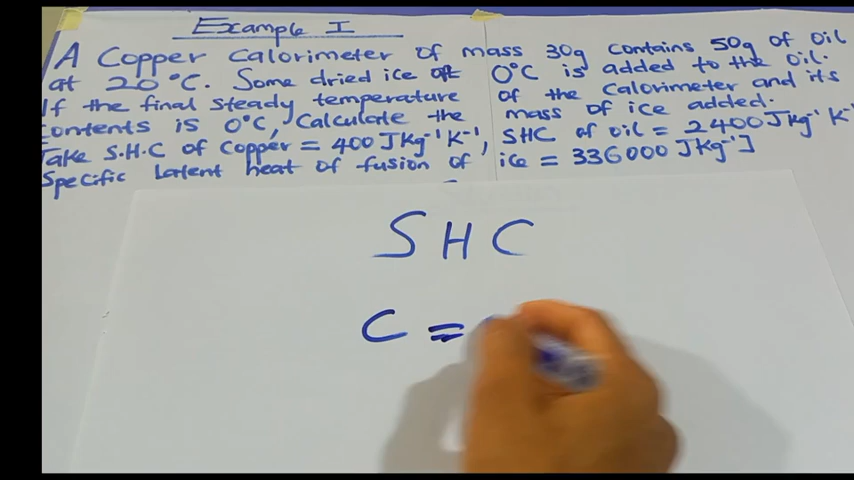 Example I
A Copper Calorimeter of mass 30g contains 50g of oil
at 20°C. Some dried ice at 0°C is added to the oil.
If the final steady temperature of the calorimeter and its
contents is 0°C, Calculate the mass of ice added.
Take S.H.C of Copper = 400 JKg⁻¹K⁻¹, SHC of oil = 2400 JKg⁻¹ K⁻¹
Specific Latent heat of fusion of ice = 336000 JKg⁻¹]
SHC
C =